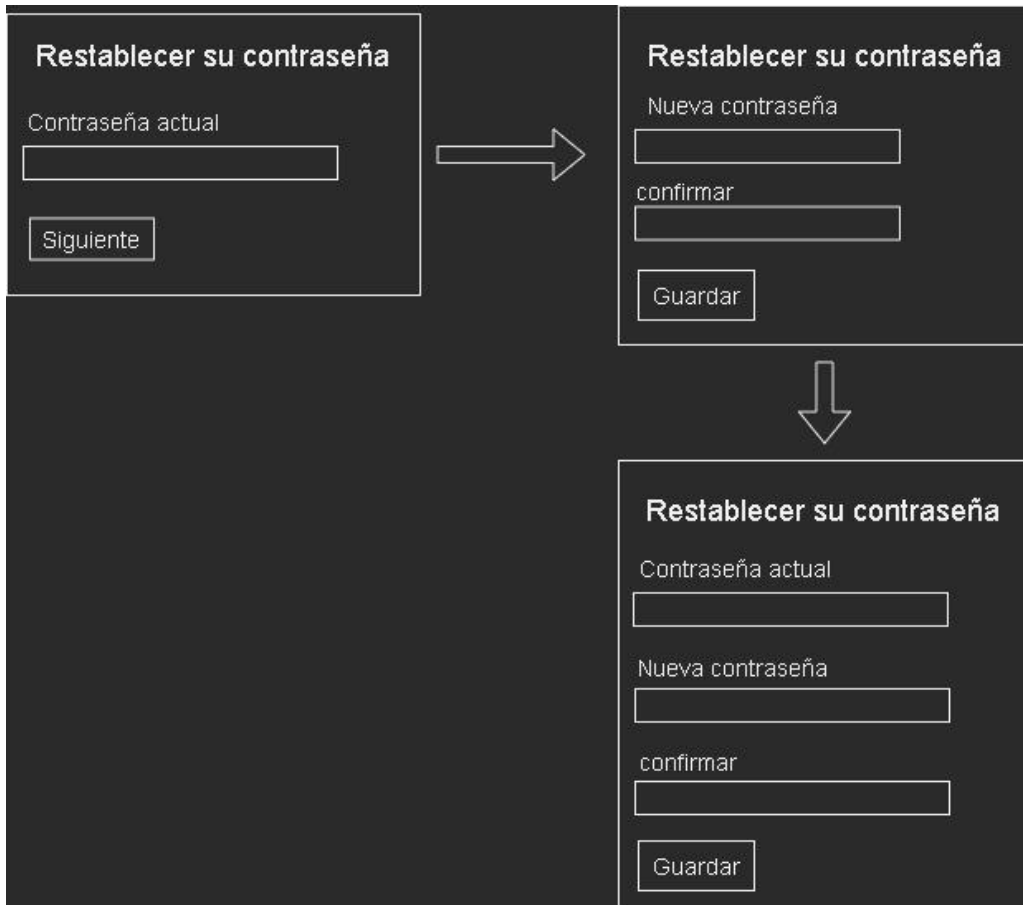 Restablecer su contraseña
Contraseña actual
Siguiente
Restablecer su contraseña
Nueva contraseña
confirmar
Guardar
Restablecer su contraseña
Contraseña actual
Nueva contraseña
confirmar
Guardar